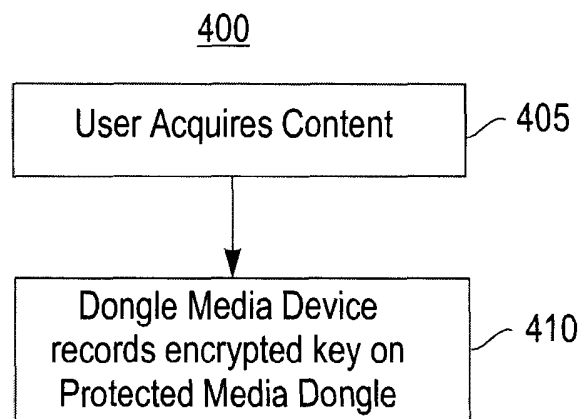 400
User Acquires Content
405
Dongle Media Device
records encrypted key on
Protected Media Dongle
410